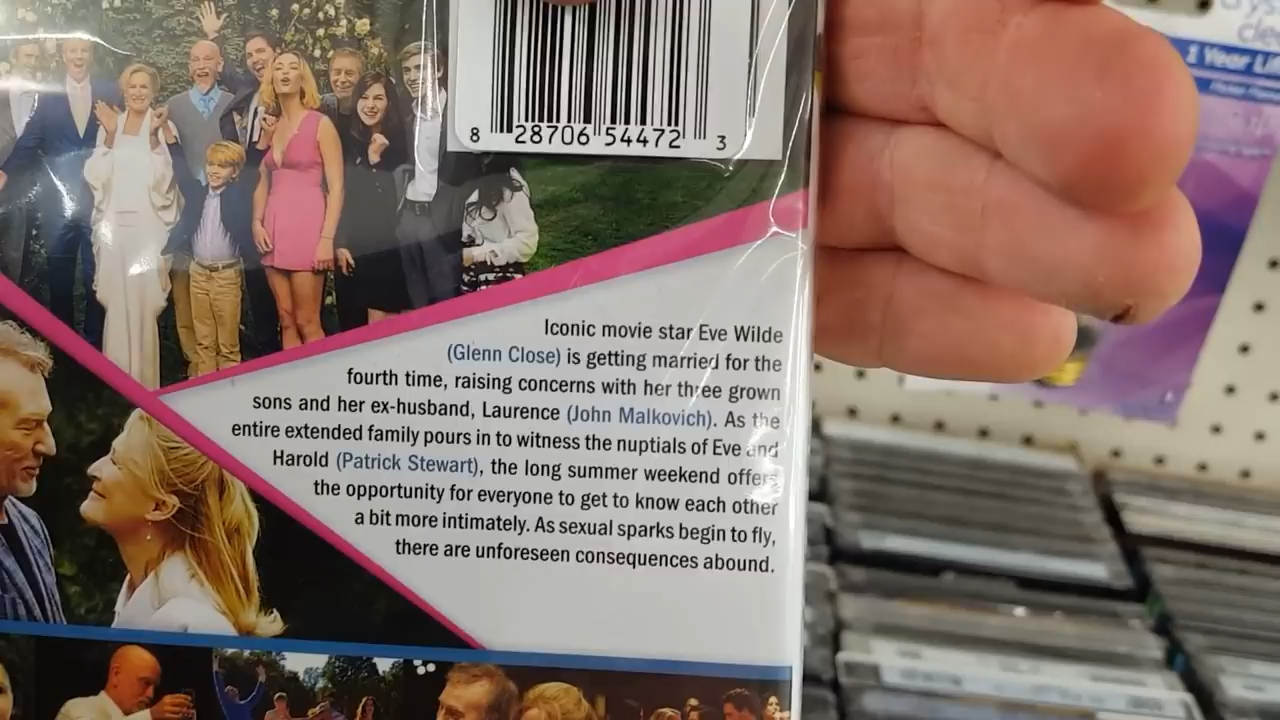 8 28706 54472 3
1 Year
Iconic movie star Eve Wilde
(Glenn Close) is getting married for the
fourth time, raising concerns with her three grown
sons and her ex-husband, Laurence (John Malkovich). As the
entire extended family pours in to witness the nuptials of Eve and
Harold (Patrick Stewart), the long summer weekend offers
the opportunity for everyone to get to know each other
a bit more intimately. As sexual sparks begin to fly,
there are unforeseen consequences abound.